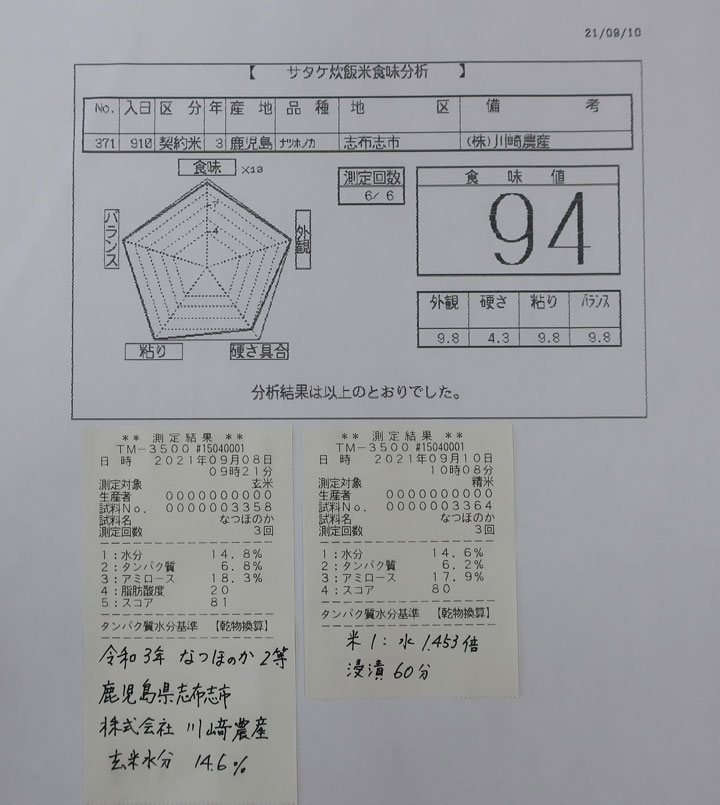 21/09/10
【 サタケ炊飯米食味分析 】
No. 入日 区分 年 産地 品種 地区 備考
371 910 契約米 3 鹿児島 ナツホノカ 志布志市 (株)川崎農産
食味 ×10
7
4
バランス
外観
粘り
硬さ具合
測定回数
6/ 6
食味値
94
外観 硬さ 粘り バランス
9.8 4.3 9.8 9.8
分析結果は以上のとおりでした。
** 測定結果 **
TM-3500 #15040001
日時 2021年09月08日
09時21分
測定対象 玄米
生産者 0000000000
試料No. 0000003358
試料名 なつほのか
測定回数 3回
1:水分 14.8%
2:タンパク質 6.8%
3:アミロース 18.3%
4:脂肪酸度 20
5:スコア 81
タンパク質水分基準 【乾物換算】
令和3年 なつほのか 2等
鹿児島県志布志市
株式会社 川﨑農産
玄米水分 14.6%
** 測定結果 **
TM-3500 #15040001
日時 2021年09月10日
10時08分
測定対象 精米
生産者 0000000000
試料No. 0000003364
試料名 なつほのか
測定回数 3回
1:水分 14.6%
2:タンパク質 6.2%
3:アミロース 17.9%
4:スコア 80
タンパク質水分基準 【乾物換算】
米1:水1.453倍
浸漬 60分